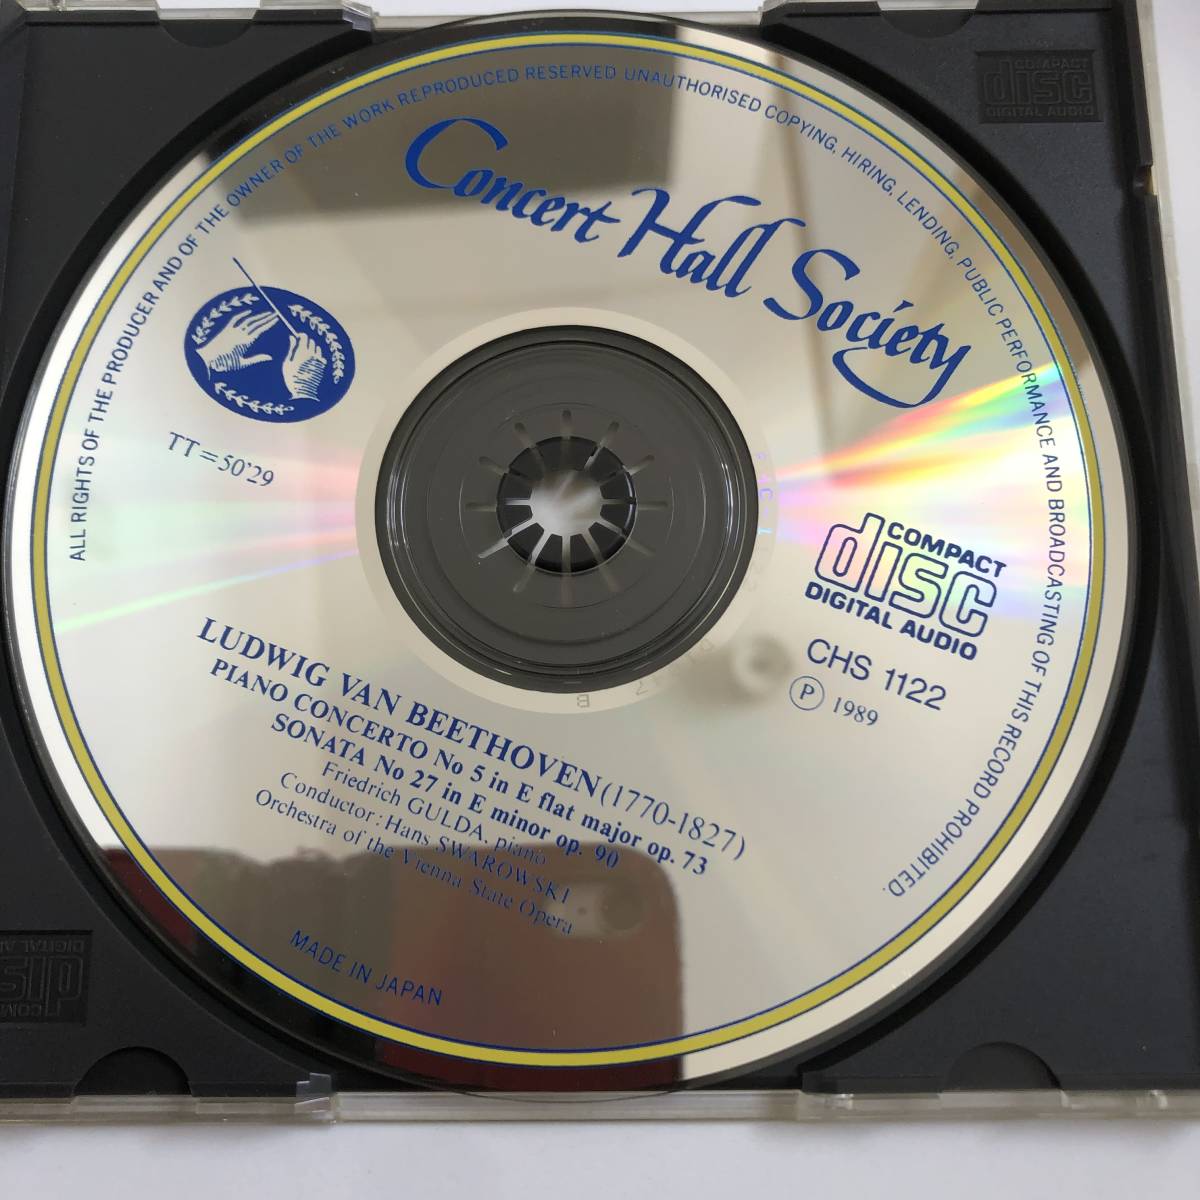 ALL RIGHTS OF THE PRODUCER AND OF THE OWNER OF THE WORK REPRODUCED RESERVED UNAUTHORISED COPYING, HIRING, LENDING, PUBLIC PERFORMANCE AND BROADCASTING OF THIS RECORD PROHIBITED.
Concert Hall Society
TT=50'29
COMPACT
disc
DIGITAL AUDIO
CHS 1122
Ⓟ 1989
LUDWIG VAN BEETHOVEN (1770-1827)
PIANO CONCERTO No 5 in E flat major op. 73
SONATA No 27 in E minor op. 90
Friedrich GULDA, piano
Conductor: Hans SWAROWSKI
Orchestra of the Vienna State Opera
MADE IN JAPAN
COMPACT
disc
DIGITAL AUDIO